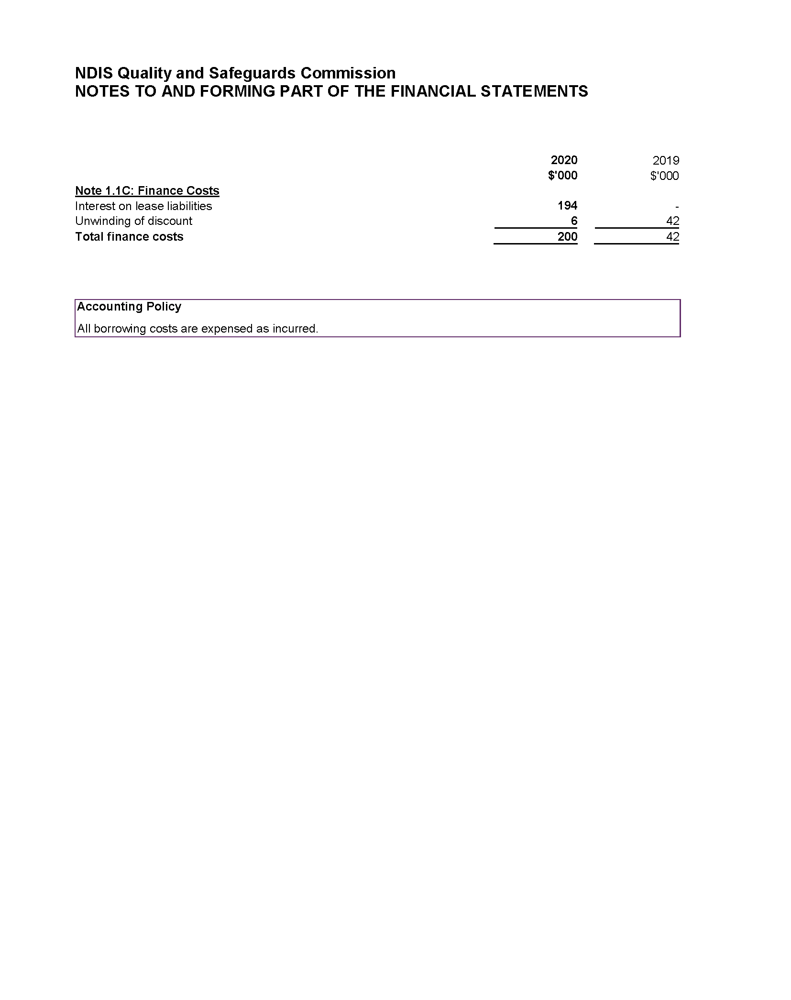 NDIS Quality and Safeguards Commission
NOTES TO AND FORMING PART OF THE FINANCIAL STATEMENTS
2020 2019
$'000 $'000
Note 1.1C: Finance Costs
Interest on lease liabilities 194 -
Unwinding of discount 6 42
Total finance costs 200 42
Accounting Policy
All borrowing costs are expensed as incurred.